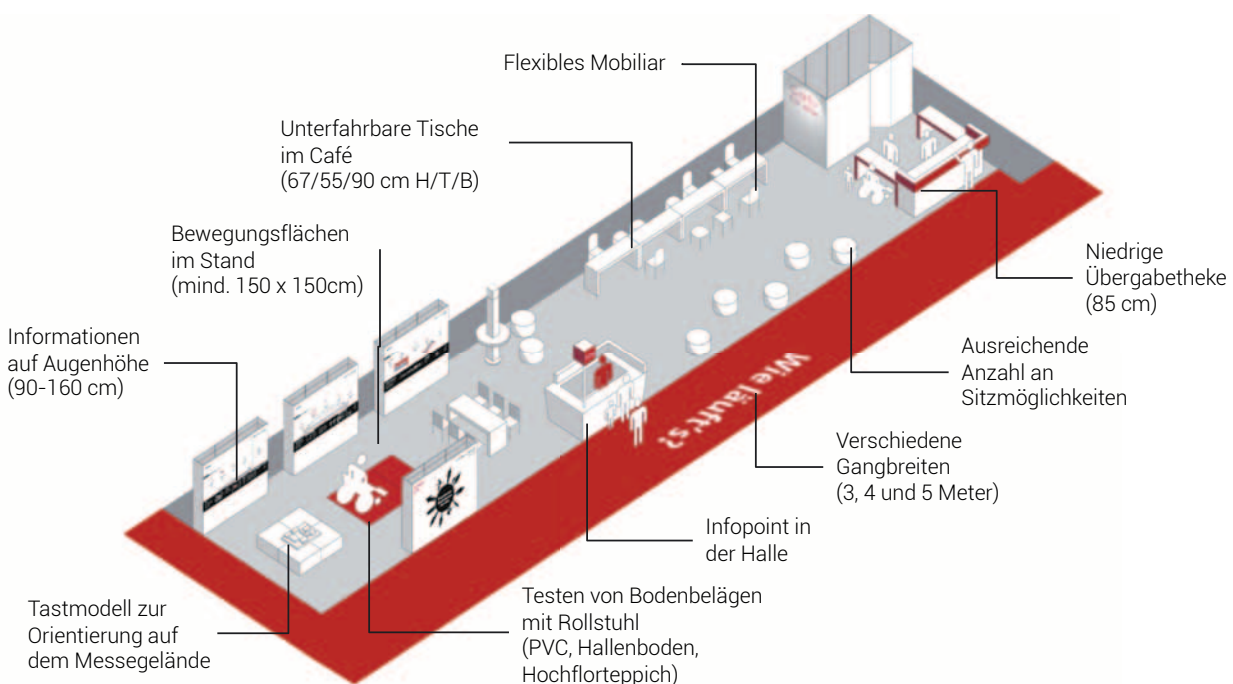 Flexibles Mobiliar
Unterfahrbare Tische
im Café
(67/55/90 cm H/T/B)
Bewegungsflächen
im Stand
(mind. 150 x 150cm)
Informationen
auf Augenhöhe
(90-160 cm)
Niedrige
Übergabetheke
(85 cm)
Ausreichende
Anzahl an
Sitzmöglichkeiten
Wie läuft's?
Verschiedene
Gangbreiten
(3, 4 und 5 Meter)
Infopoint in
der Halle
Testen von Bodenbelägen
mit Rollstuhl
(PVC, Hallenboden,
Hochflorteppich)
Tastmodell zur
Orientierung auf
dem Messegelände